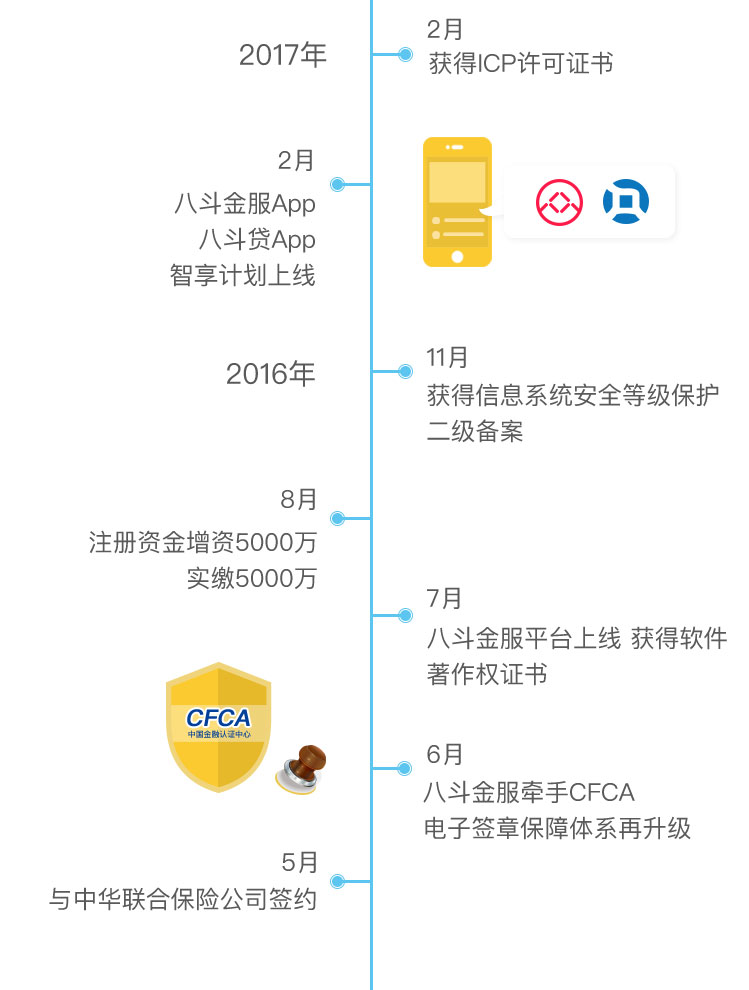 2017年
2月
获得ICP许可证书
2月
八斗金服App
八斗贷App
智享计划上线
2016年
11月
获得信息系统安全等级保护
二级备案
8月
注册资金增资5000万
实缴5000万
7月
八斗金服平台上线 获得软件
著作权证书
CFCA
中国金融认证中心
6月
八斗金服牵手CFCA
电子签章保障体系再升级
5月
与中华联合保险公司签约